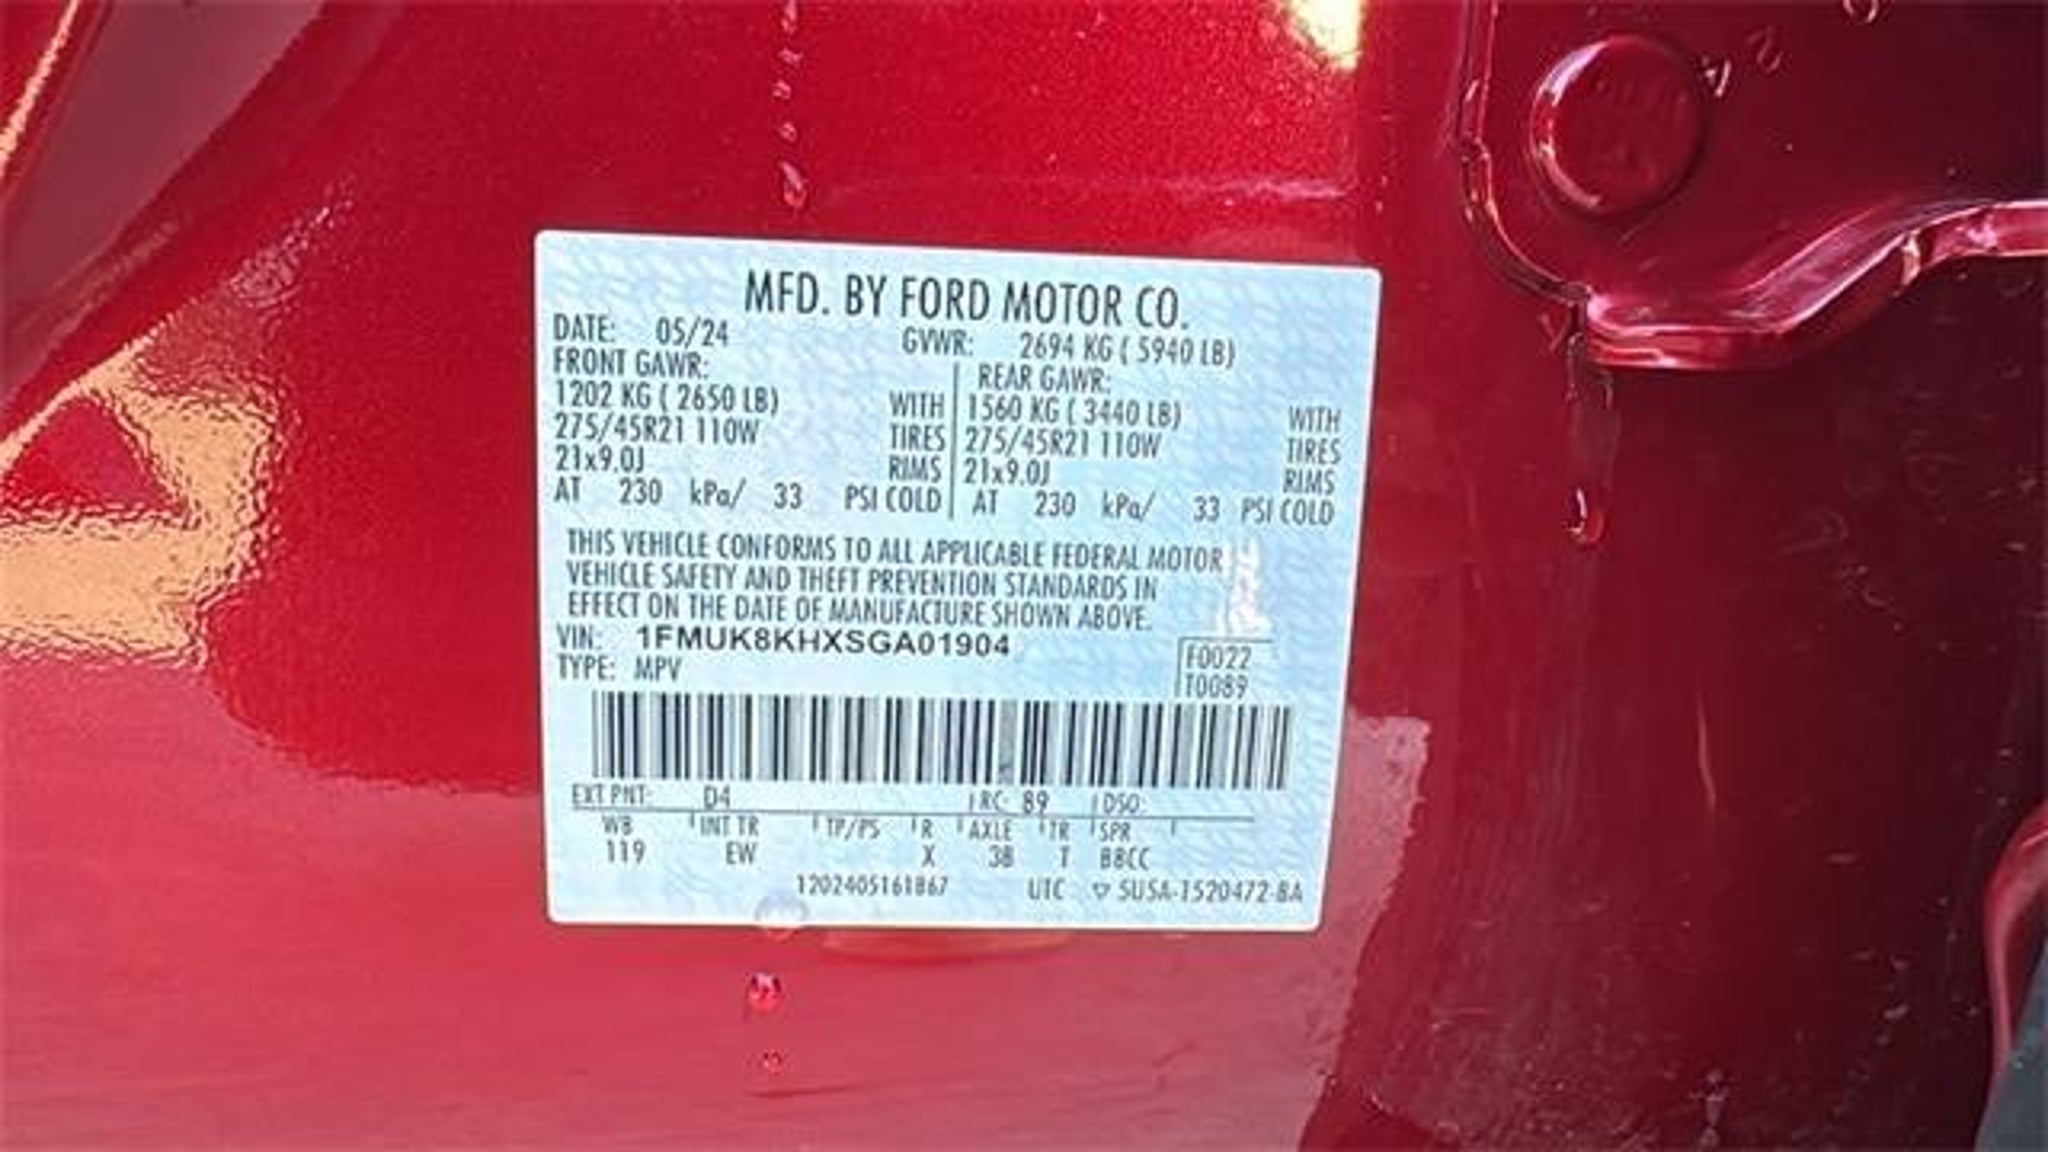 MFD. BY FORD MOTOR CO.
DATE: 05/24 GVWR: 2694 KG ( 5940 LB)
FRONT GAWR: REAR GAWR:
1202 KG ( 2650 LB) WITH 1560 KG ( 3440 LB) WITH
275/45R21 110W TIRES 275/45R21 110W TIRES
21x9.0J RIMS 21x9.0J RIMS
AT 230 kPa/ 33 PSI COLD AT 230 kPa/ 33 PSI COLD
THIS VEHICLE CONFORMS TO ALL APPLICABLE FEDERAL MOTOR
VEHICLE SAFETY AND THEFT PREVENTION STANDARDS IN
EFFECT ON THE DATE OF MANUFACTURE SHOWN ABOVE.
VIN: 1FMUK8KHXSGA01904
TYPE: MPV
F0022
T0089
EXT PNT: D4 RC: 89 DSO:
WB INT TR TP/PS R AXLE TR SPR
119 EW X 3B T BBCC
1202405161867 UTC ▽ SU5A-1520472-BA